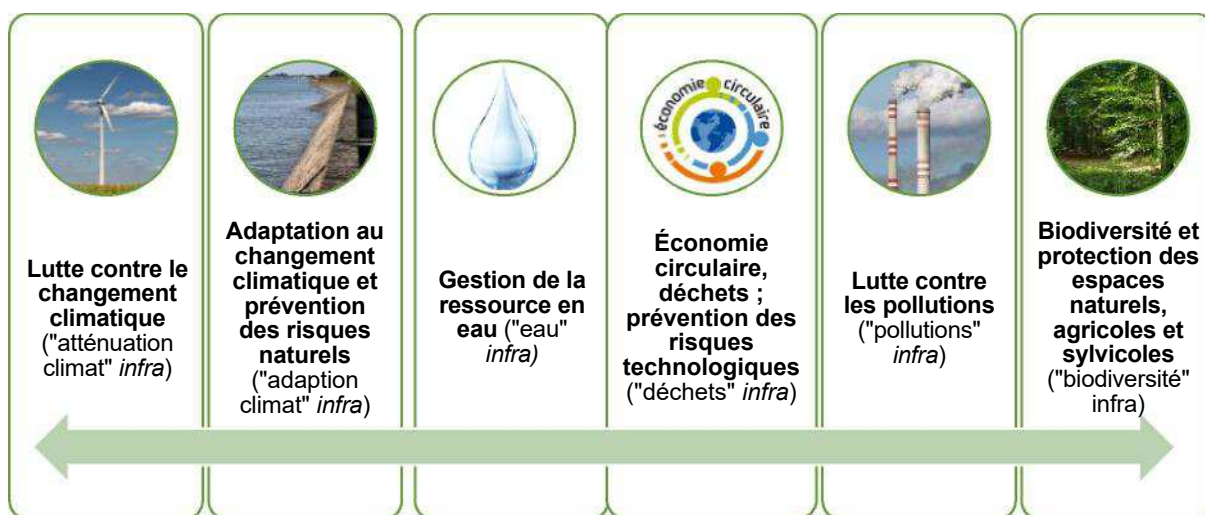 économie circulaire
Lutte contre le
changement
climatique
("atténuation
climat" infra)
Adaptation au
changement
climatique et
prévention
des risques
naturels
("adaption
climat" infra)
Gestion de la
ressource en
eau ("eau"
infra)
Économie
circulaire,
déchets ;
prévention des
risques
technologiques
("déchets" infra)
Lutte contre
les pollutions
("pollutions"
infra)
Biodiversité et
protection des
espaces
naturels,
agricoles et
sylvicoles
("biodiversité"
infra)